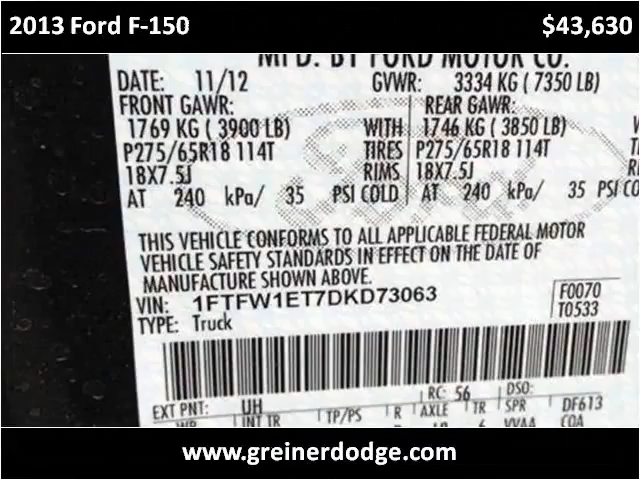 2013 Ford F-150 $43,630
MFD. BY FORD MOTOR CO.
DATE: 11/12 GVWR: 3334 KG ( 7350 LB)
FRONT GAWR: REAR GAWR:
1769 KG ( 3900 LB) WITH 1746 KG ( 3850 LB)
P275/65R18 114T TIRES P275/65R18 114T
18X7.5J RIMS 18X7.5J
AT 240 kPa/ 35 PSI COLD AT 240 kPa/ 35 PSI CO
THIS VEHICLE CONFORMS TO ALL APPLICABLE FEDERAL MOTOR
VEHICLE SAFETY STANDARDS IN EFFECT ON THE DATE OF
MANUFACTURE SHOWN ABOVE.
VIN: 1FTFW1ET7DKD73063 F0070
TYPE: Truck T0533
RC: 56 DSO:
EXT PNT: UH DF613
INT TR TP/PS R AXLE TR SPR